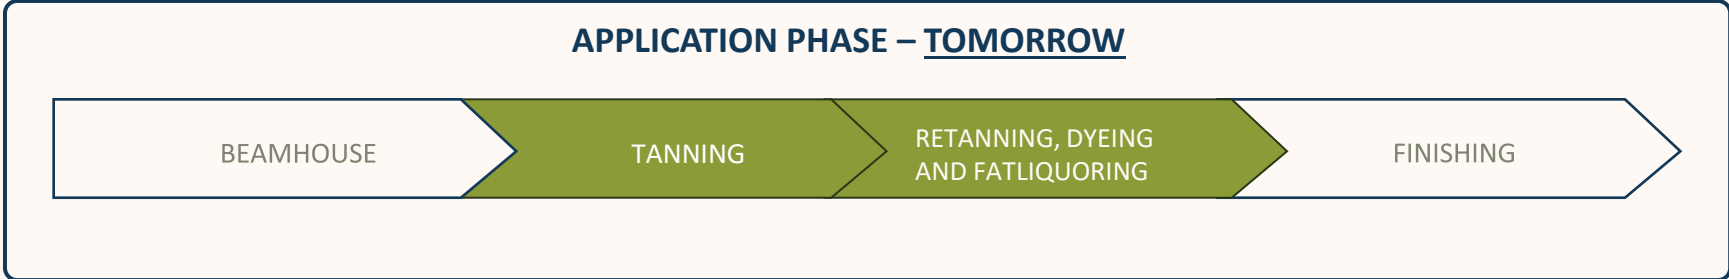 APPLICATION PHASE – TOMORROW
BEAMHOUSE
TANNING
RETANNING, DYEING
AND FATLIQUORING
FINISHING